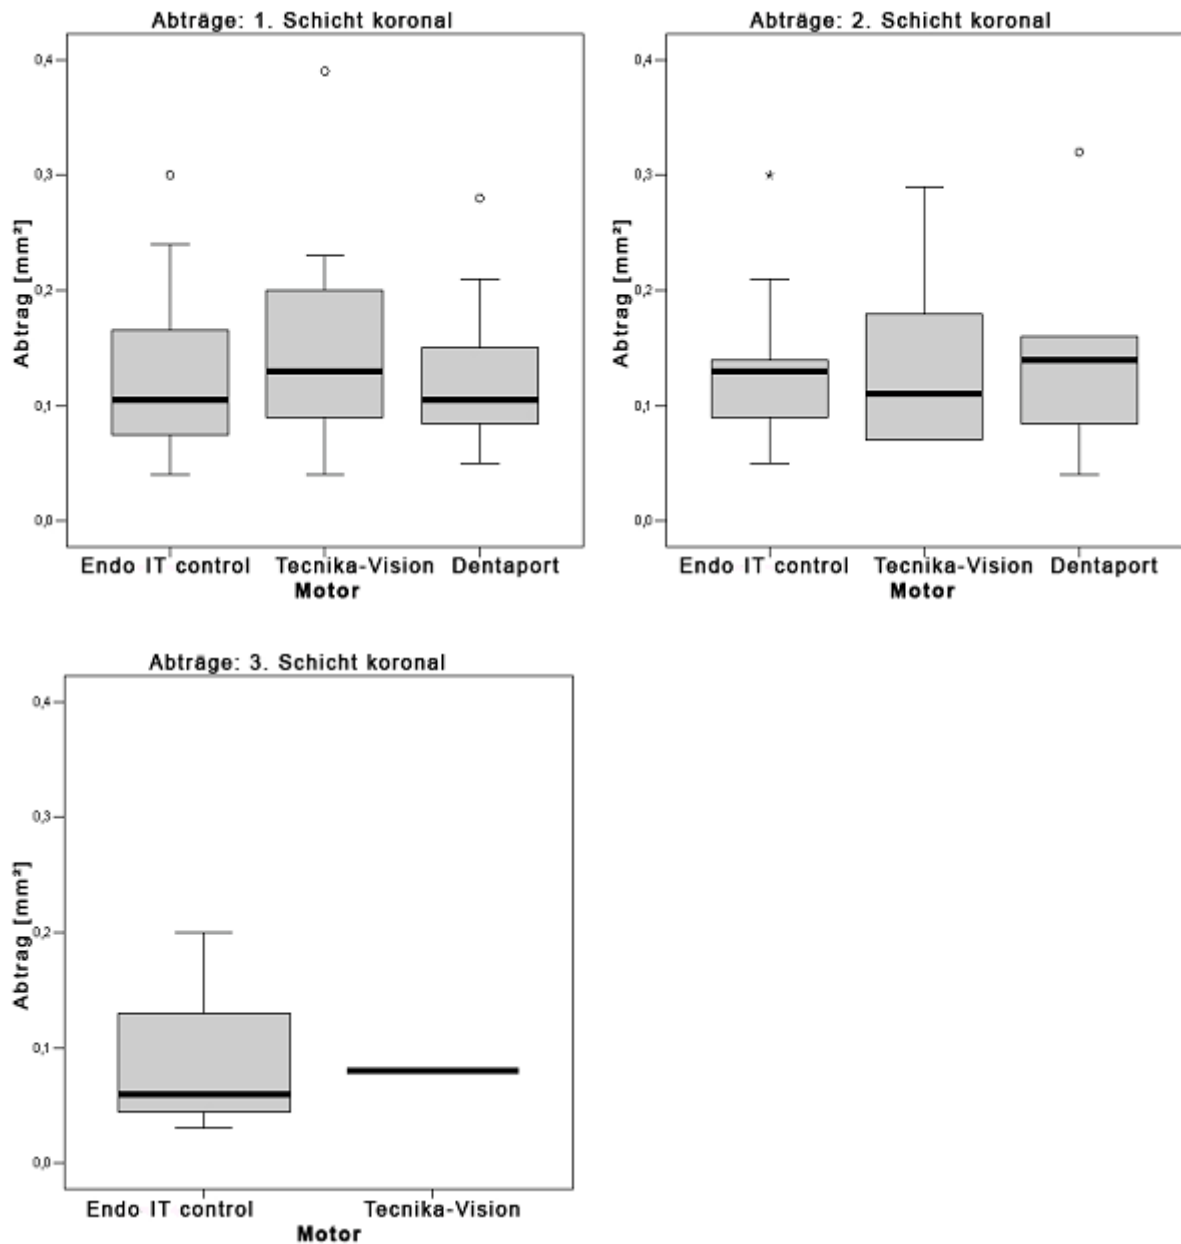 Abträge: 1. Schicht koronal
0,4
0,3
0,2
0,1
0,0
Abtrag [mm²]
Endo IT control Tecnika-Vision Dentaport
Motor
Abträge: 2. Schicht koronal
0,4
0,3
0,2
0,1
0,0
Abtrag [mm²]
Endo IT control Tecnika-Vision Dentaport
Motor
Abträge: 3. Schicht koronal
0,4
0,3
0,2
0,1
0,0
Abtrag [mm²]
Endo IT control Tecnika-Vision
Motor